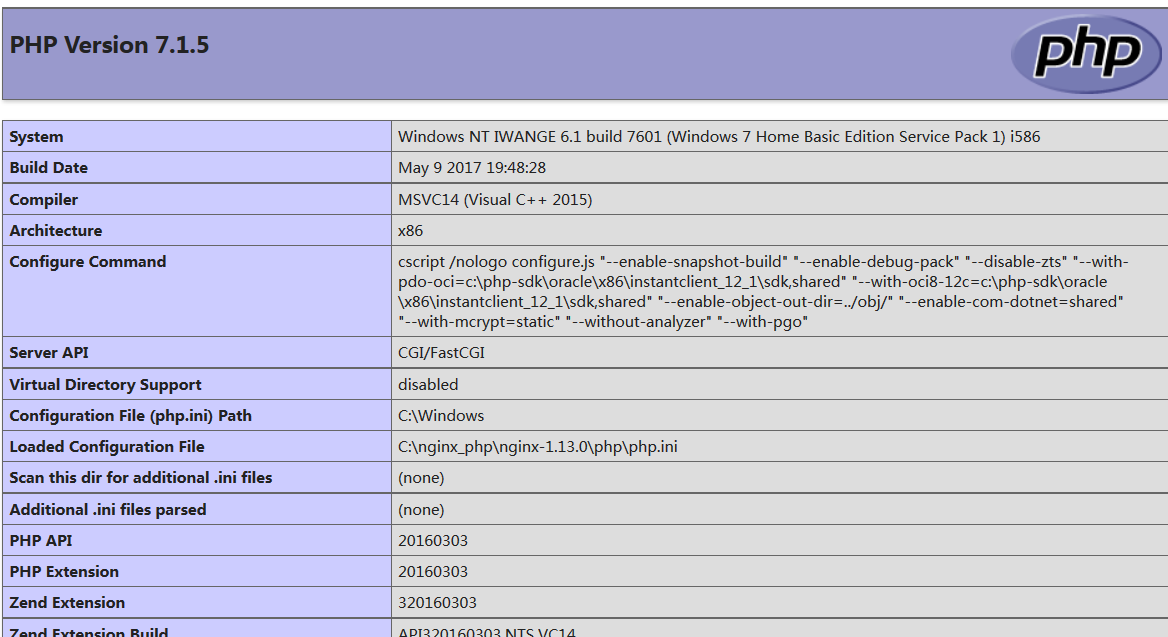 PHP Version 7.1.5
php
System Windows NT IWANGE 6.1 build 7601 (Windows 7 Home Basic Edition Service Pack 1) i586
Build Date May 9 2017 19:48:28
Compiler MSVC14 (Visual C++ 2015)
Architecture x86
Configure Command cscript /nologo configure.js "--enable-snapshot-build" "--enable-debug-pack" "--disable-zts" "--with-
pdo-oci=c:\php-sdk\oracle\x86\instantclient_12_1\sdk,shared" "--with-oci8-12c=c:\php-sdk\oracle
\x86\instantclient_12_1\sdk,shared" "--enable-object-out-dir=../obj/" "--enable-com-dotnet=shared"
"--with-mcrypt=static" "--without-analyzer" "--with-pgo"
Server API CGI/FastCGI
Virtual Directory Support disabled
Configuration File (php.ini) Path C:\Windows
Loaded Configuration File C:\nginx_php\nginx-1.13.0\php\php.ini
Scan this dir for additional .ini files (none)
Additional .ini files parsed (none)
PHP API 20160303
PHP Extension 20160303
Zend Extension 320160303
Zend Extension Build API320160303,NTS,VC14